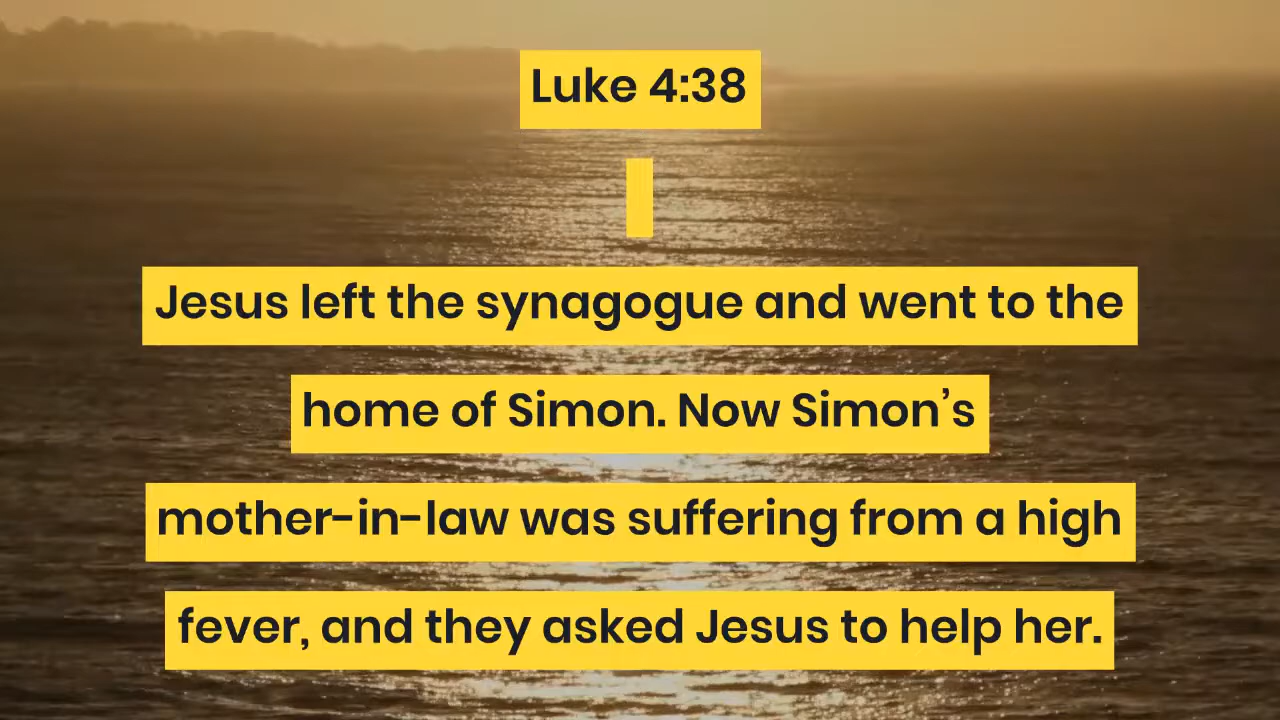 Luke 4:38
Jesus left the synagogue and went to the
home of Simon. Now Simon’s
mother-in-law was suffering from a high
fever, and they asked Jesus to help her.